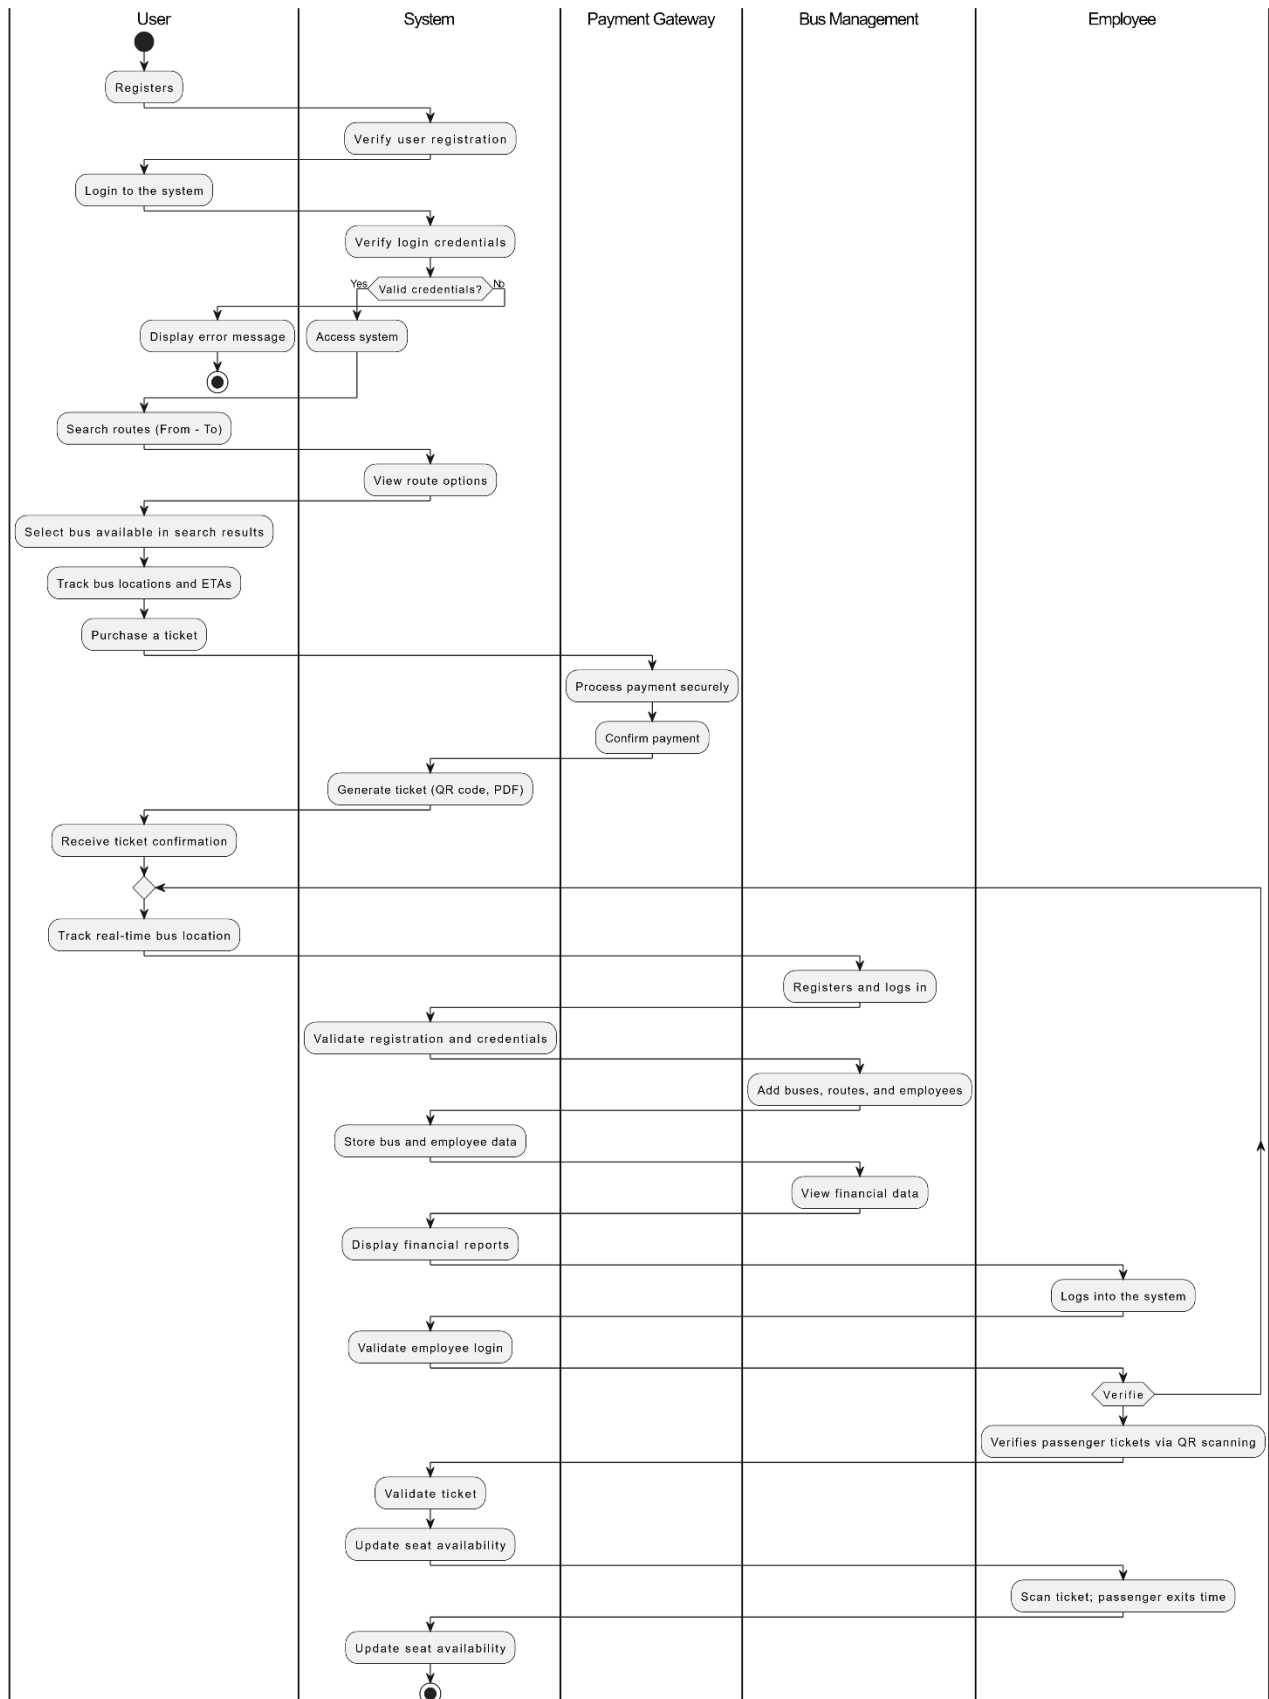 User
System
Payment Gateway
Bus Management
Employee
Registers
Verify user registration
Login to the system
Verify login credentials
Yes
Valid credentials?
No
Display error message
Access system
Search routes (From - To)
View route options
Select bus available in search results
Track bus locations and ETAs
Purchase a ticket
Process payment securely
Confirm payment
Generate ticket (QR code, PDF)
Receive ticket confirmation
Track real-time bus location
Registers and logs in
Validate registration and credentials
Add buses, routes, and employees
Store bus and employee data
View financial data
Display financial reports
Logs into the system
Validate employee login
Verifie
Verifies passenger tickets via QR scanning
Validate ticket
Update seat availability
Scan ticket; passenger exits time
Update seat availability